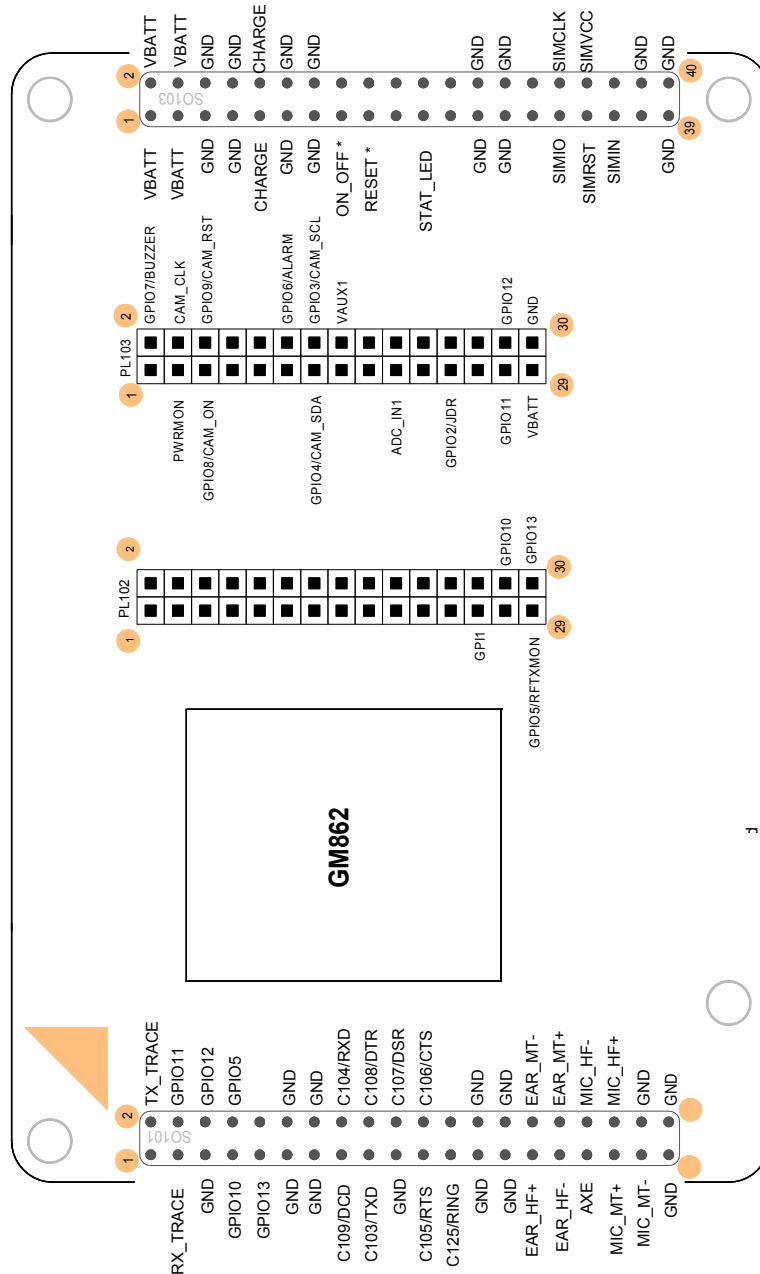 2
VBATT
VBATT
GND
GND
CHARGE
GND
GND
GND
GND
SIMCLK
SIMVCC
GND
GND
40
SO103
1
VBATT
VBATT
GND
GND
CHARGE
GND
GND
ON_OFF *
RESET *
STAT_LED
GND
GND
SIMIO
SIMRST
SIMIN
GND
39
2
GPIO7/BUZZER
CAM_CLK
GPIO9/CAM_RST
GPIO6/ALARM
GPIO3/CAM_SCL
VAUX1
GPIO12
GND
30
PL103
1
PWRMON
GPIO8/CAM_ON
GPIO4/CAM_SDA
ADC_IN1
GPIO2/JDR
GPIO11
VBATT
29
2
GPIO10
GPIO13
30
PL102
1
GPI1
GPIO5/RFTXMON
29
GM862
2
TX_TRACE
GPIO11
GPIO12
GPIO5
GND
GND
C104/RXD
C108/DTR
C107/DSR
C106/CTS
GND
GND
EAR_MT-
EAR_MT+
MIC_HF-
MIC_HF+
GND
GND
SO101
1
RX_TRACE
GND
GPIO10
GPIO13
GND
GND
C109/DCD
C103/TXD
GND
C105/RTS
C125/RING
GND
GND
EAR_HF+
EAR_HF-
AXE
MIC_MT+
MIC_MT-
GND